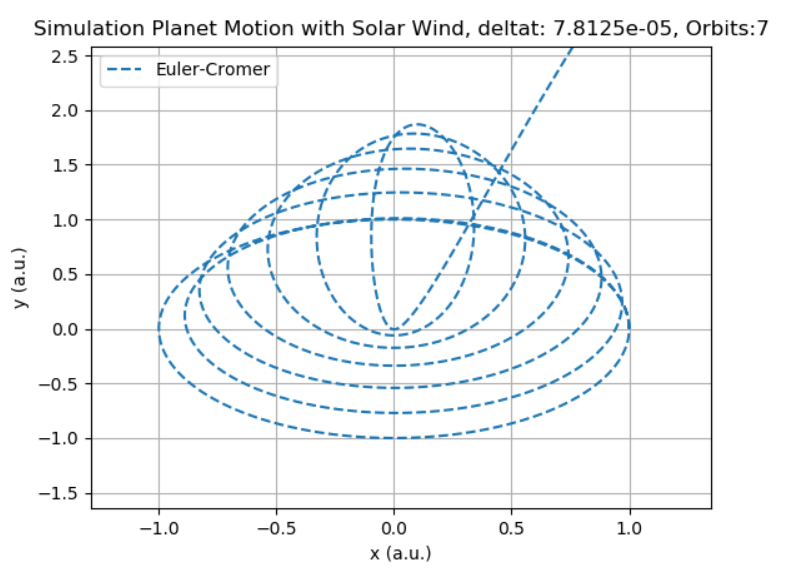 Simulation Planet Motion with Solar Wind, deltat: 7.8125e-05, Orbits:7
Euler-Cromer
2.5
2.0
1.5
1.0
0.5
0.0
−0.5
−1.0
−1.5
y (a.u.)
−1.0 −0.5 0.0 0.5 1.0
x (a.u.)